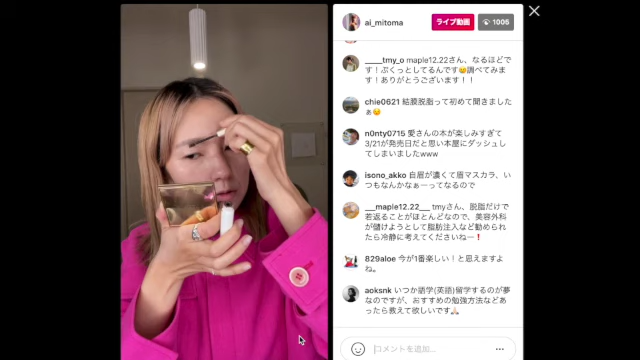 ai_mitoma
ライブ動画
1006
_____tmy_o maple12.22さん、なるほどで
す！ぷくっとしてるんです😊調べてみま
す！ありがとうございます！！
chie0621 結膜脱脂って初めて聞きました
ぁ😌
n0nty0715 愛さんの本が楽しみすぎて
3/21が発売日だと思い本屋にダッシュし
てしまいましたwww
isono_akko 自眉が濃くて眉マスカラ、い
つもなんかなぁーってなるので
___maple12.22___ tmyさん、脱脂だけで
若返ることがほとんどなので、美容外科
が儲けようとして脂肪注入など勧められ
たら冷静に考えてくださいねー❗
829aloe 今が1番楽しい！と思えますよ
ね。
aoksnk いつか語学(英語)留学するのが夢
なのですが、おすすめの勉強方法などあ
ったら教えて欲しいです🙏🏻
コメントを追加...